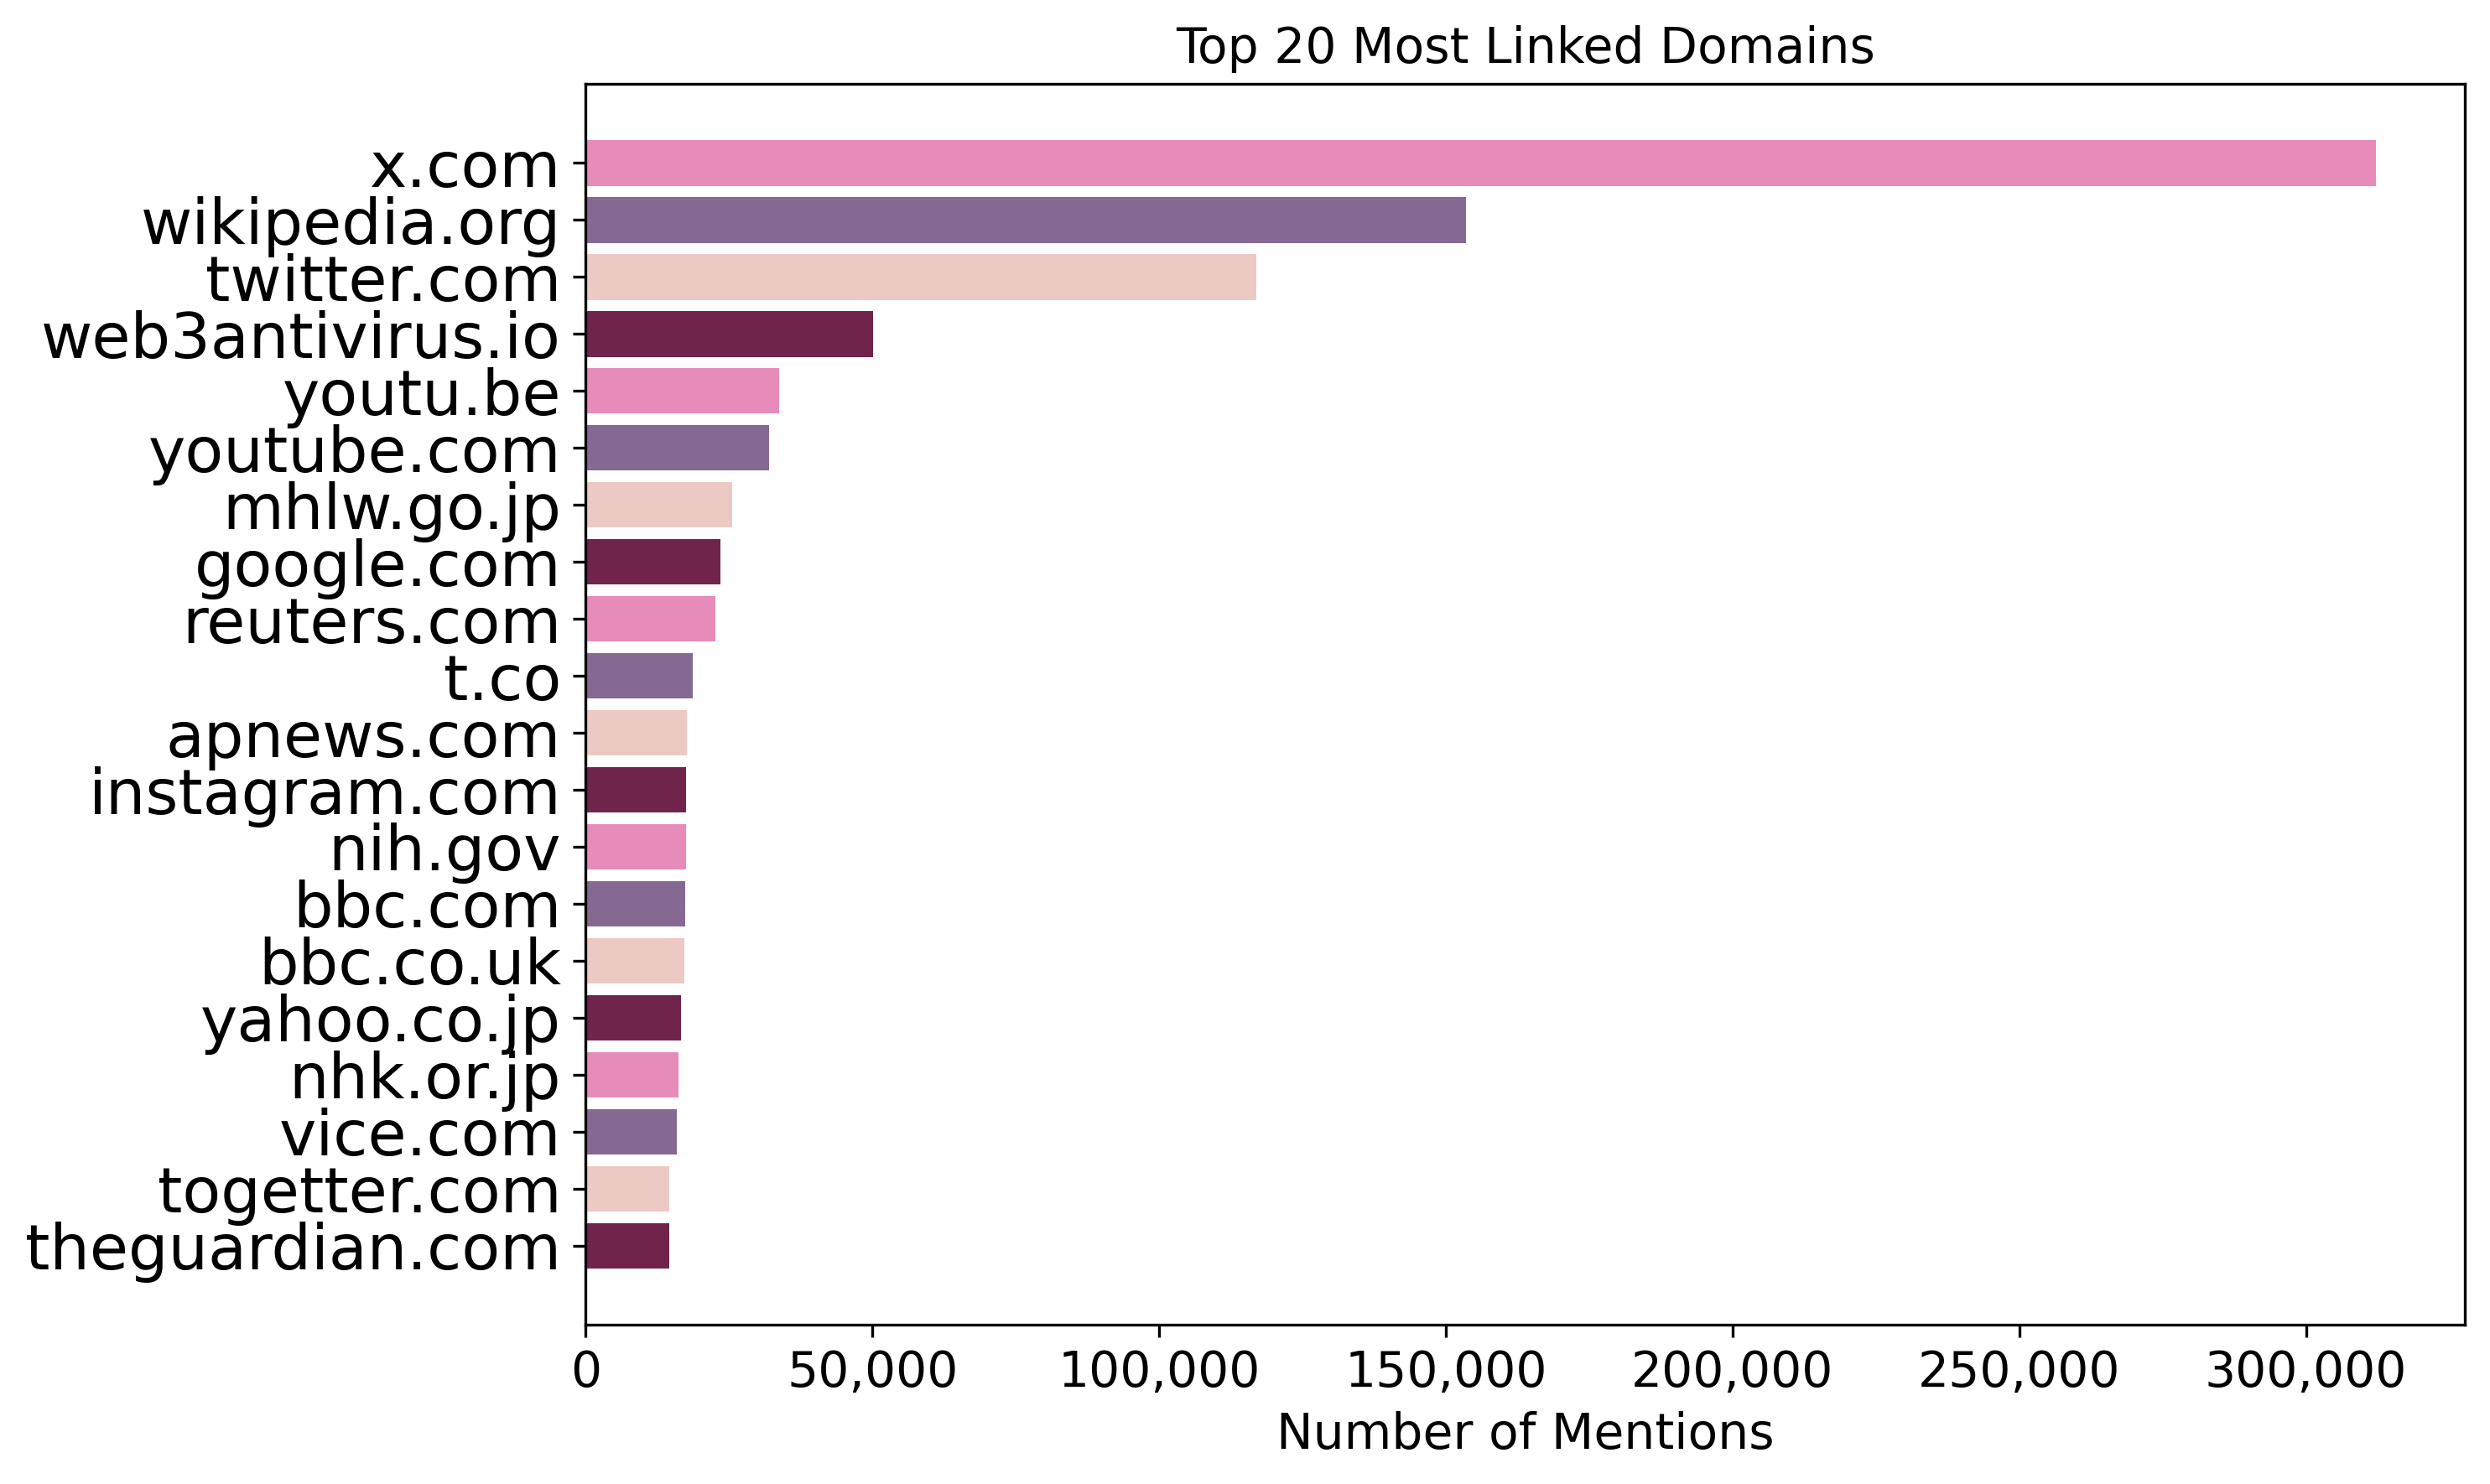 Top 20 Most Linked Domains
x.com
wikipedia.org
twitter.com
web3antivirus.io
youtu.be
youtube.com
mhlw.go.jp
google.com
reuters.com
t.co
apnews.com
instagram.com
nih.gov
bbc.com
bbc.co.uk
yahoo.co.jp
nhk.or.jp
vice.com
togetter.com
theguardian.com
0 50,000 100,000 150,000 200,000 250,000 300,000
Number of Mentions